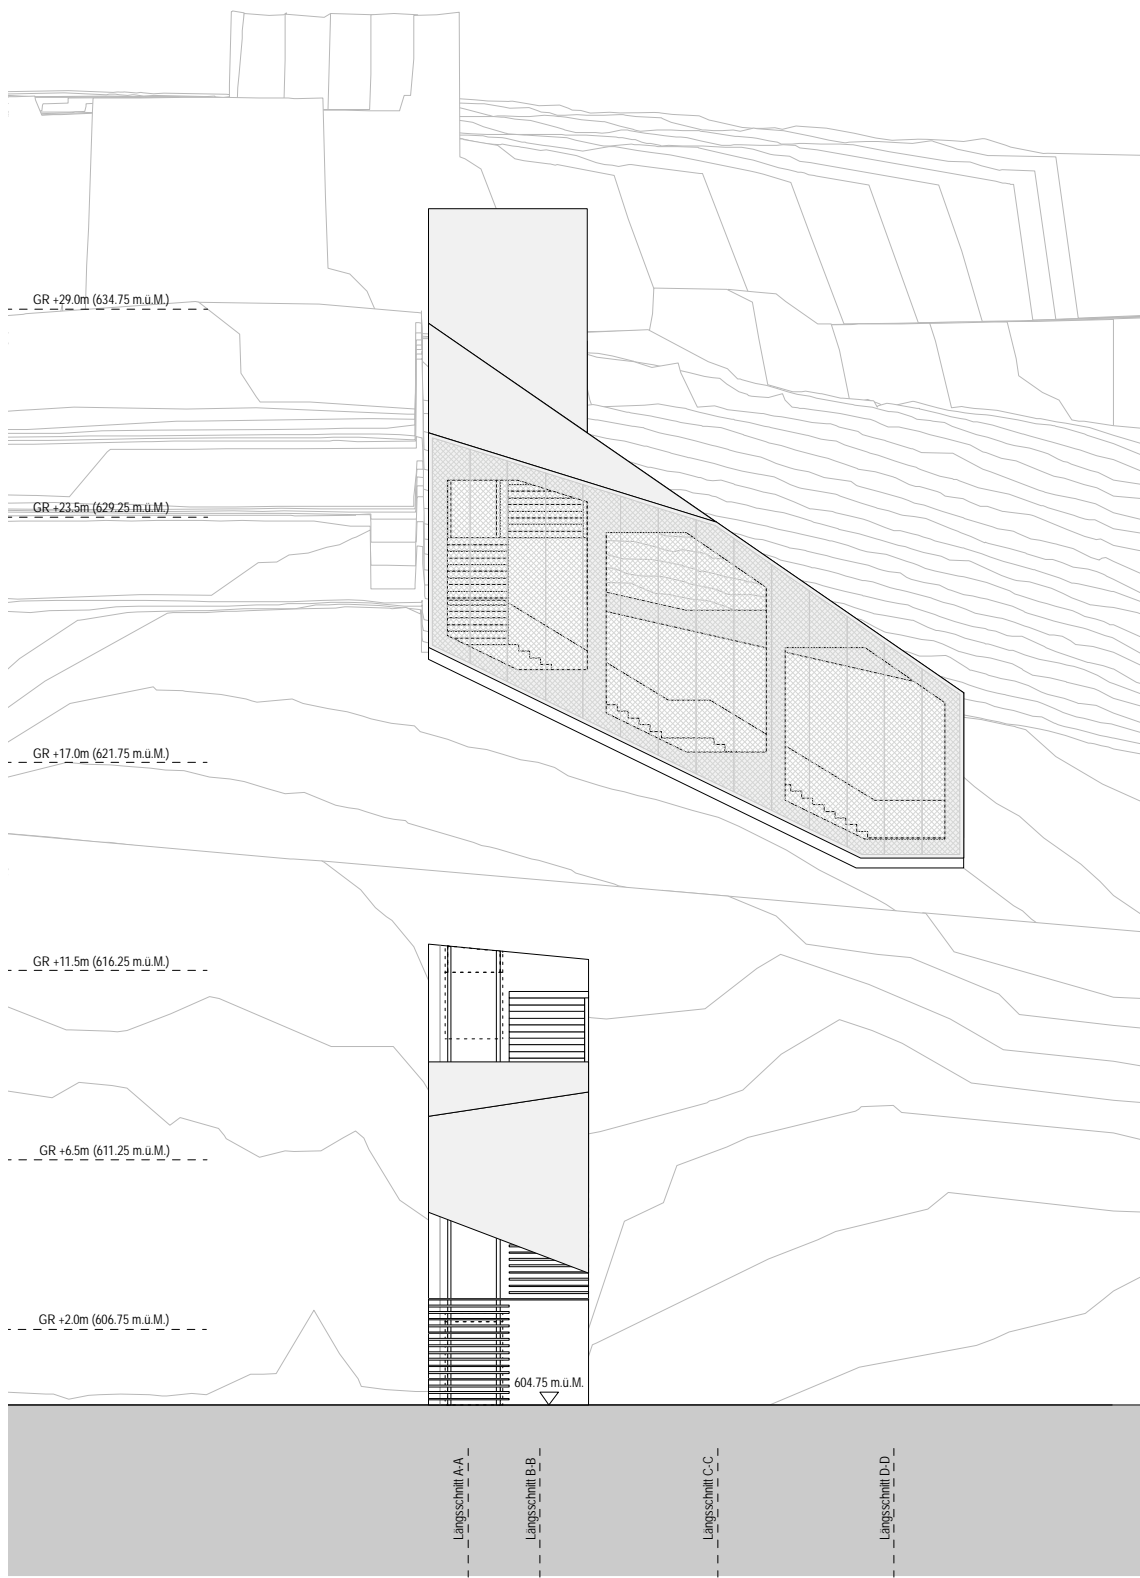 GR +29.0m (634.75 m.ü.M.)
GR +23.5m (629.25 m.ü.M.)
GR +17.0m (621.75 m.ü.M.)
GR +11.5m (616.25 m.ü.M.)
GR +6.5m (611.25 m.ü.M.)
GR +2.0m (606.75 m.ü.M.)
604.75 m.ü.M.
Längsschnitt A-A
Längsschnitt B-B
Längsschnitt C-C
Längsschnitt D-D